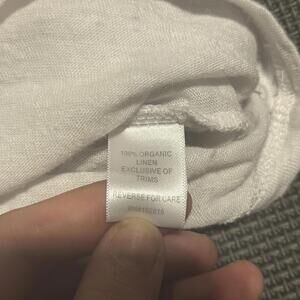 100% ORGANIC
LINEN
EXCLUSIVE OF
TRIMS
REVERSE FOR CARE